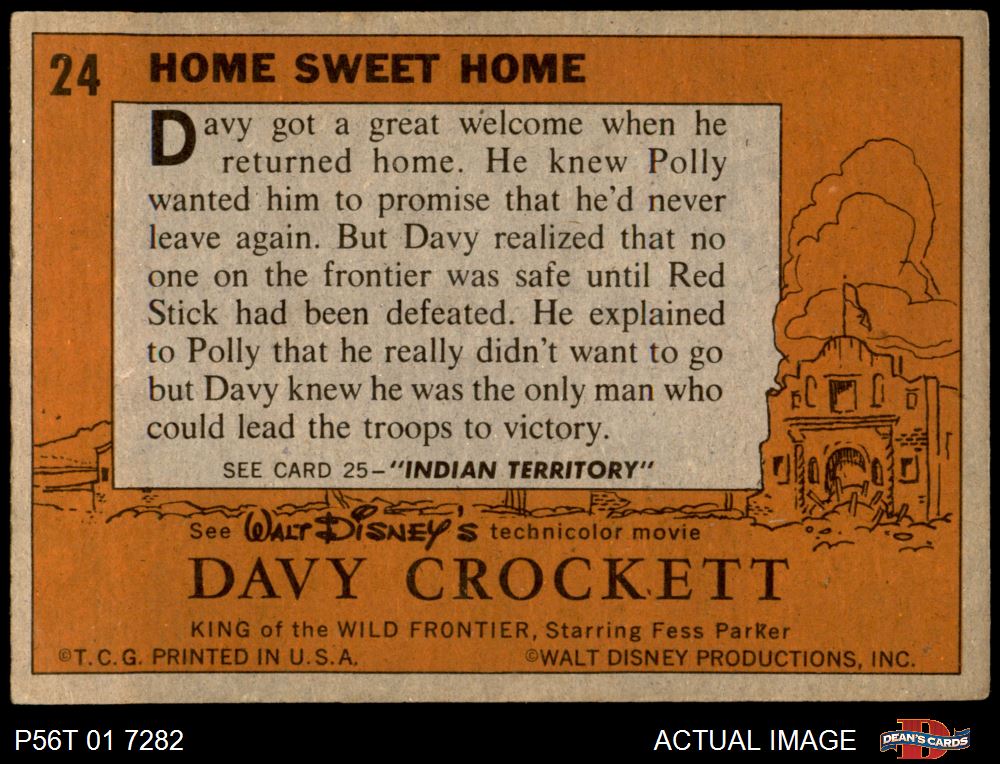 24 HOME SWEET HOME
Davy got a great welcome when he
returned home. He knew Polly
wanted him to promise that he'd never
leave again. But Davy realized that no
one on the frontier was safe until Red
Stick had been defeated. He explained
to Polly that he really didn't want to go
but Davy knew he was the only man who
could lead the troops to victory.
SEE CARD 25–"INDIAN TERRITORY"
See WALT DISNEY'S technicolor movie
DAVY CROCKETT
KING of the WILD FRONTIER, Starring Fess Parker
©T.C.G. PRINTED IN U.S.A. ©WALT DISNEY PRODUCTIONS, INC.
P56T 01 7282 ACTUAL IMAGE D DEAN'S CARDS